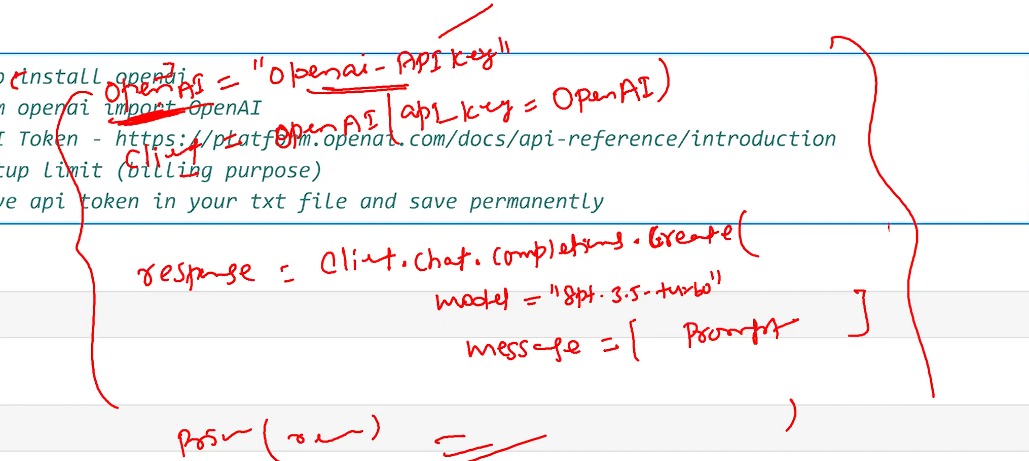 OpenAI = "Openai-API key"
install openai
openai import OpenAI
Client = OpenAI(api_key = OpenAI)
Token - https://platform.openai.com/docs/api-reference/introduction
tup Limit (billing purpose)
ve api token in your txt file and save permanently
response = Client.chat.completions.create(
model = "gpt.3.5-turbo"
message = [ Prompt ]
)